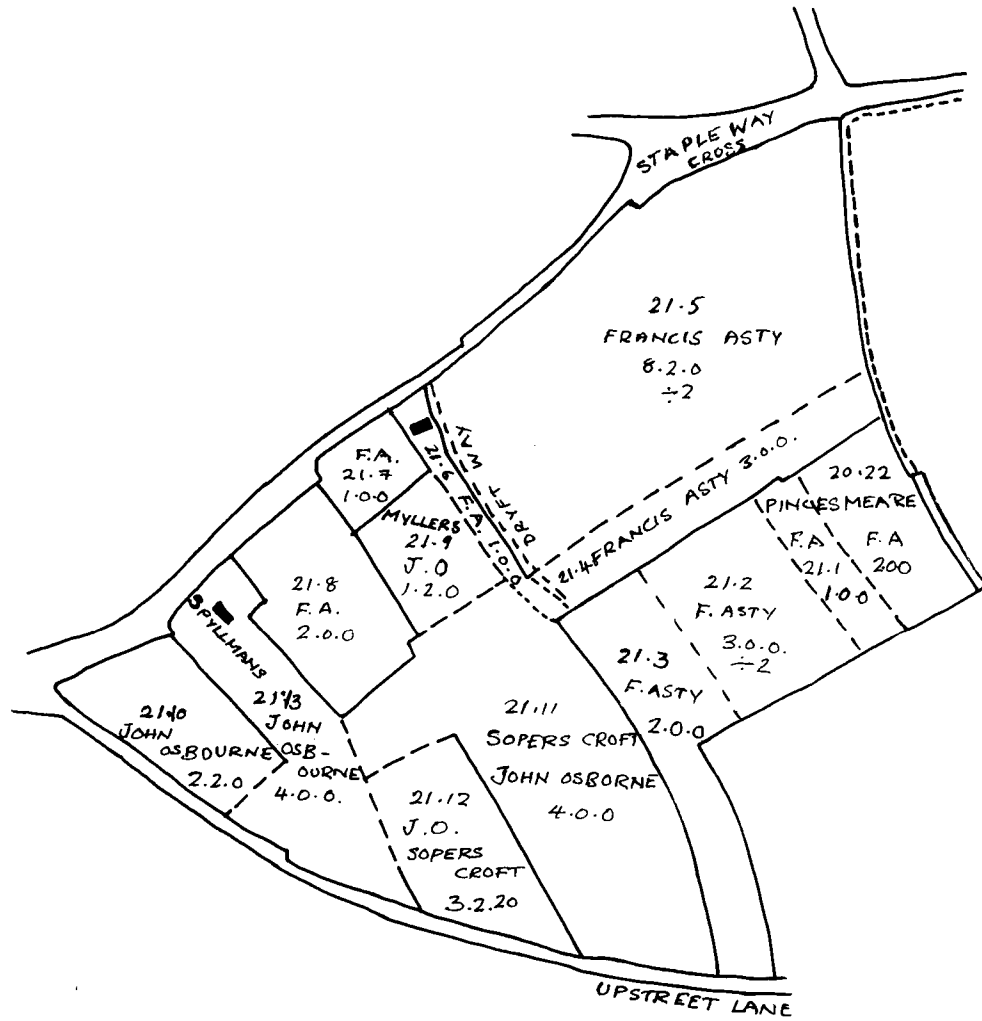 STAPLE WAY
CROSS
21.5
FRANCIS ASTY
8.2.0
÷2
DRYFT WAY
21.6 F.A. 0.0.1
F.A.
21.7
1.0.0
MYLLERS
21.9
J.O
1.2.0
21.4 FRANCIS ASTY 3.0.0.
20.22
PINGESMEARE
F.A
200
F.A
21.1
1.0.0
21.2
F. ASTY
3.0.0.
÷2
21.3
F. ASTY
2.0.0
21.8
F.A.
2.0.0
SPYLLMANS
21.13
JOHN
OSB-
OURNE
4.0.0.
21.10
JOHN
OSBOURNE
2.2.0
21.11
SOPERS CROFT
JOHN OSBORNE
4.0.0
21.12
J.O.
SOPERS
CROFT
3.2.20
UPSTREET LANE